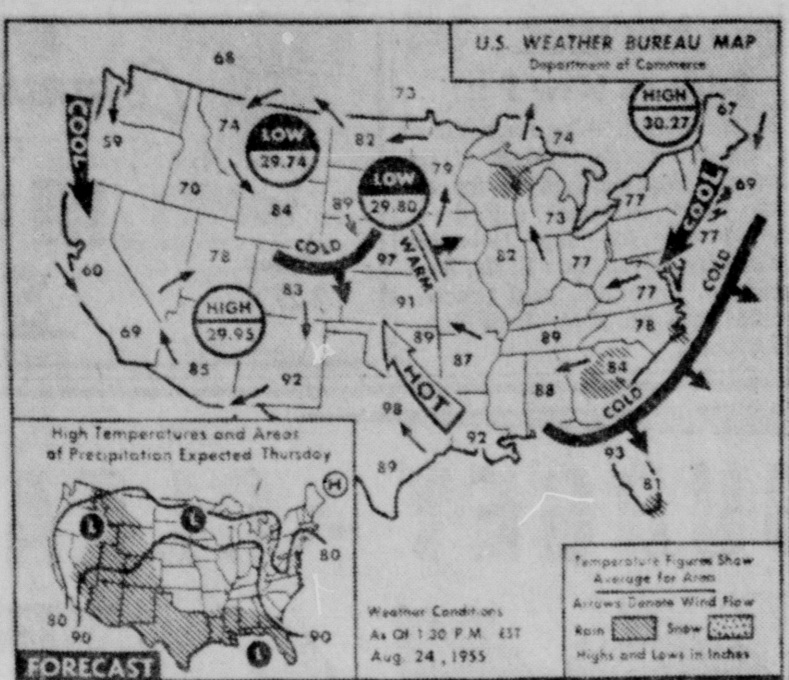 U.S. WEATHER BUREAU MAP
Department of Commerce
68
73
HIGH
30.27
67
COOL
59
74
LOW
29.74
82
79
74
69
70
84
89
LOW
29.80
73
77
COOL
77
60
78
COLD
97
WARM
82
77
77
COLD
83
91
78
69
HIGH
29.95
89
89
85
92
87
84
88
HOT
COLD
98
92
93
89
81
High Temperatures and Areas
of Precipitation Expected Thursday
H
L
L
80
80
90
90
L
FORECAST
Weather Conditions
As Of 1:30 P.M. EST
Aug. 24, 1955
Temperature Figures Show
Average for Areas
Arrows Denote Wind Flow
Rain Snow
Highs and Lows in Inches